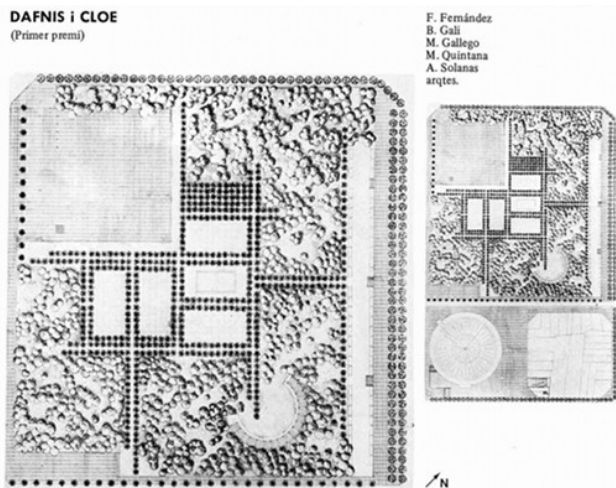 DAFNIS i CLOE
(Primer premi)
F. Fernández
B. Galí
M. Gallego
M. Quintana
A. Solanas
arqtes.
N